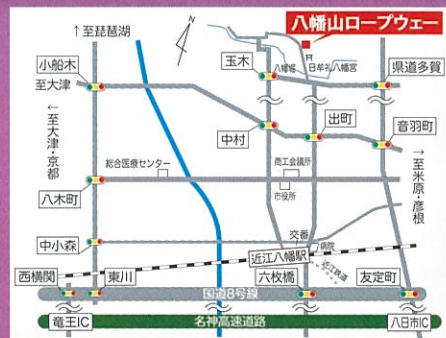 ↑至琵琶湖
八幡山ロープウェー
小船木
玉木
八幡堀
日牟礼八幡宮
県道多賀
至大津
出町
音羽町
中村
←至大津・京都
総合医療センター
商工会議所
→至米原・彦根
八木町
市役所
中小森
交番
病院
近江八幡駅
近江鉄道
西横関
東川
六枚橋
友定町
国道8号線
竜王IC
八日市IC
名神高速道路
N